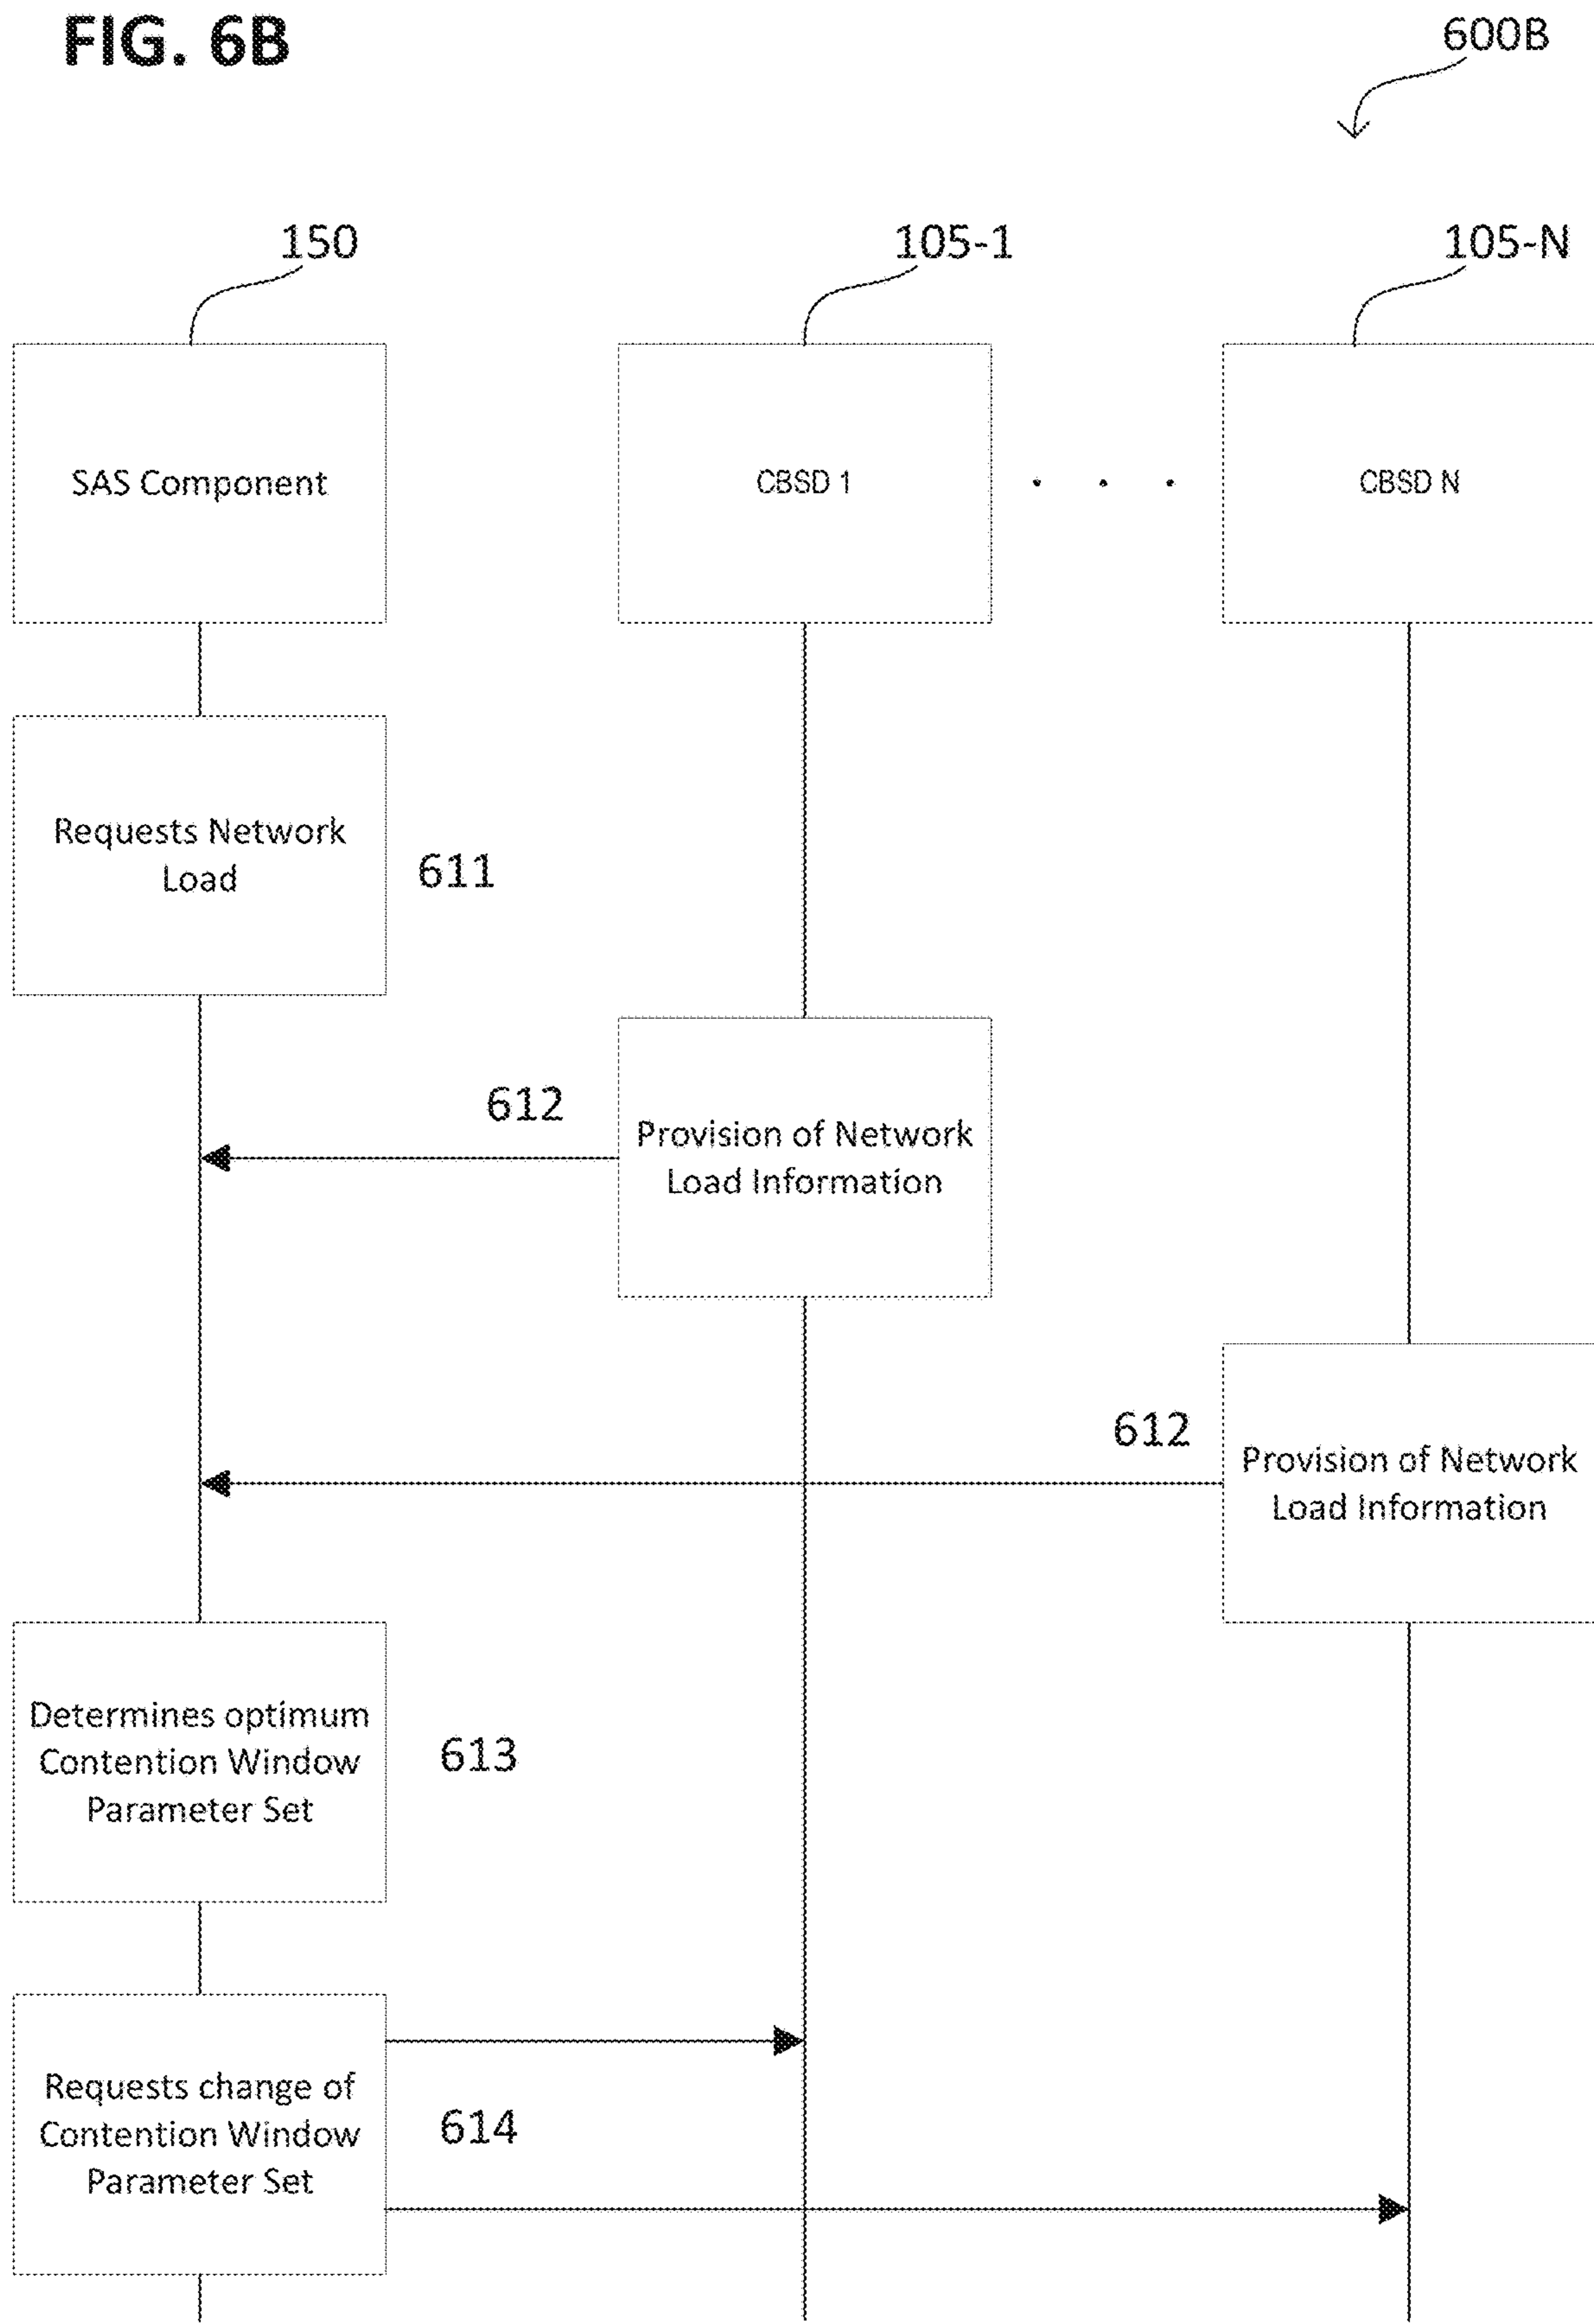 FIG. 6B
600B
150
105-1
105-N
SAS Component
CBSD 1
. . .
CBSD N
Requests Network
Load
611
612
Provision of Network
Load Information
612
Provision of Network
Load Information
Determines optimum
Contention Window
Parameter Set
613
Requests change of
Contention Window
Parameter Set
614